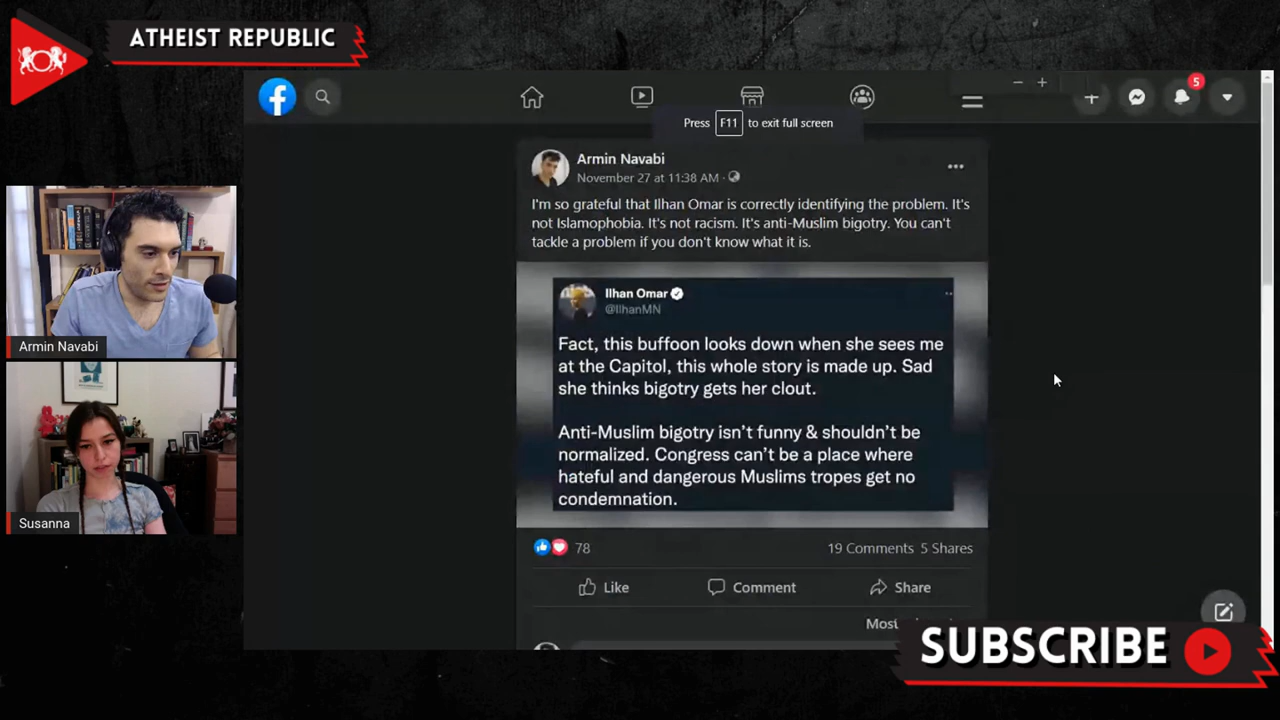 ATHEIST REPUBLIC
5
Press F11 to exit full screen
Armin Navabi
November 27 at 11:38 AM ·
I'm so grateful that Ilhan Omar is correctly identifying the problem. It's
not Islamophobia. It's not racism. It's anti-Muslim bigotry. You can't
tackle a problem if you don't know what it is.
Ilhan Omar
@IlhanMN
Fact, this buffoon looks down when she sees me
at the Capitol, this whole story is made up. Sad
she thinks bigotry gets her clout.
Anti-Muslim bigotry isn't funny & shouldn't be
normalized. Congress can't be a place where
hateful and dangerous Muslims tropes get no
condemnation.
78
19 Comments 5 Shares
Like Comment Share
Most
Armin Navabi
Susanna
SUBSCRIBE